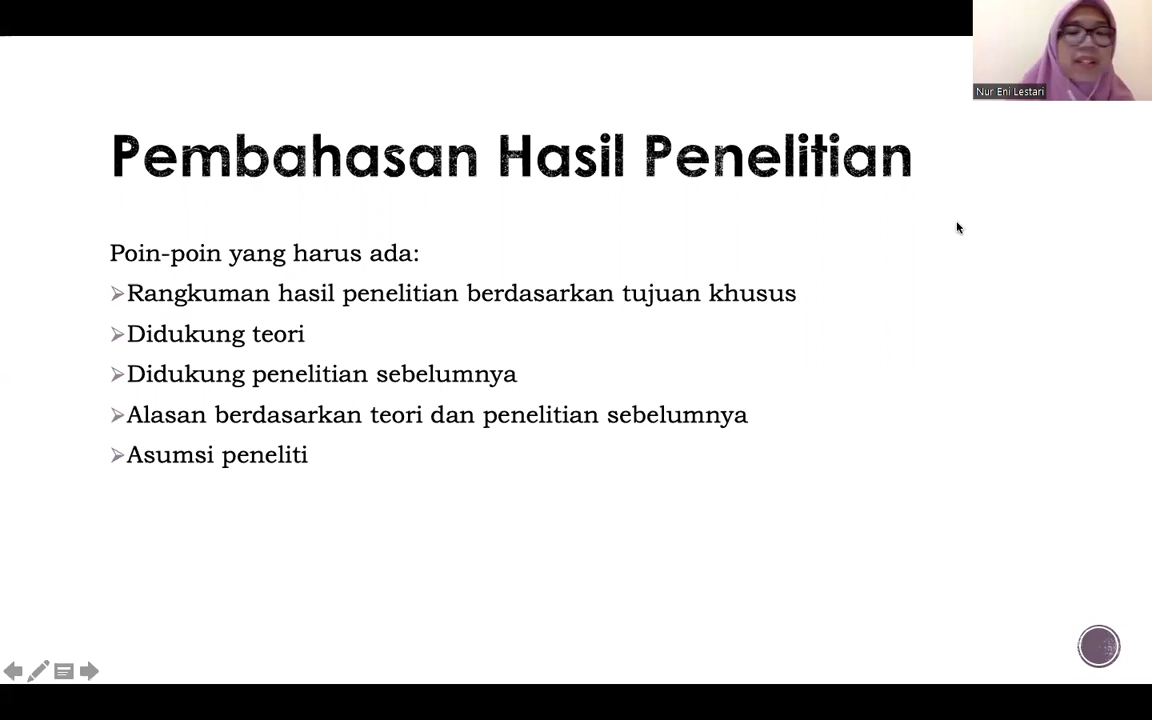 Nur Eni Lestari
Pembahasan Hasil Penelitian
Poin-poin yang harus ada:
➢Rangkuman hasil penelitian berdasarkan tujuan khusus
➢Didukung teori
➢Didukung penelitian sebelumnya
➢Alasan berdasarkan teori dan penelitian sebelumnya
➢Asumsi peneliti